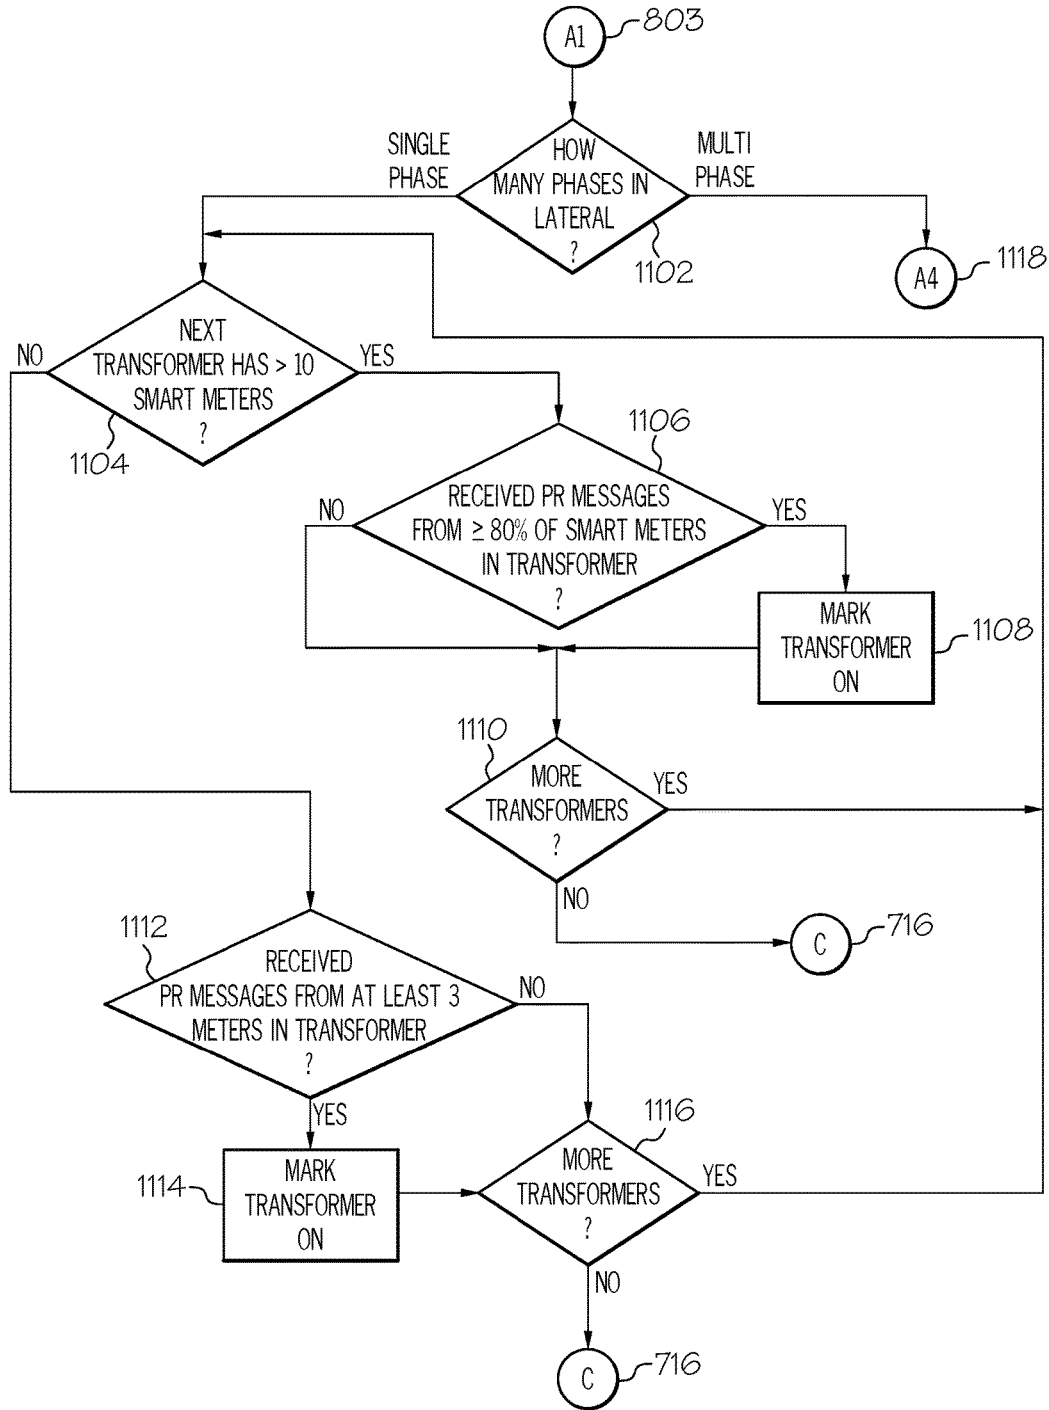 A1
803
SINGLE
PHASE
HOW
MANY PHASES IN
LATERAL
?
MULTI
PHASE
1102
A4
1118
NEXT
TRANSFORMER HAS > 10
SMART METERS
?
NO
YES
1104
1106
RECEIVED PR MESSAGES
FROM ≥ 80% OF SMART METERS
IN TRANSFORMER
?
NO
YES
MARK
TRANSFORMER
ON
1108
1110
MORE
TRANSFORMERS
?
YES
NO
C
716
1112
RECEIVED
PR MESSAGES FROM AT LEAST 3
METERS IN TRANSFORMER
?
NO
YES
1114
MARK
TRANSFORMER
ON
1116
MORE
TRANSFORMERS
?
YES
NO
C
716